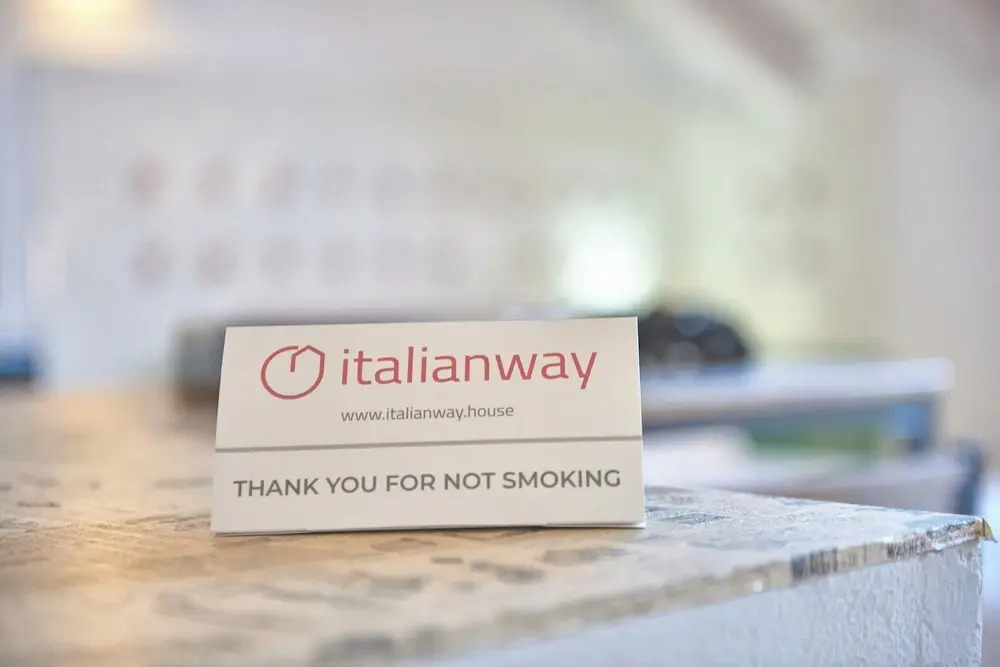 italianway
www.italianway.house
THANK YOU FOR NOT SMOKING